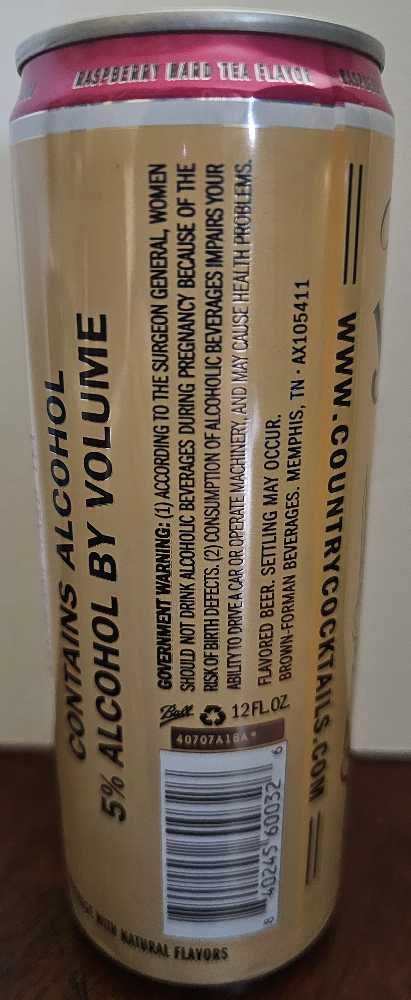 RASPBERRY HARD TEA FLAVOR
CONTAINS ALCOHOL
5% ALCOHOL BY VOLUME
GOVERNMENT WARNING: (1) ACCORDING TO THE SURGEON GENERAL, WOMEN
SHOULD NOT DRINK ALCOHOLIC BEVERAGES DURING PREGNANCY BECAUSE OF THE
RISK OF BIRTH DEFECTS. (2) CONSUMPTION OF ALCOHOLIC BEVERAGES IMPAIRS YOUR
ABILITY TO DRIVE A CAR OR OPERATE MACHINERY, AND MAY CAUSE HEALTH PROBLEMS.
FLAVORED BEER. SETTLING MAY OCCUR.
BROWN-FORMAN BEVERAGES. MEMPHIS, TN · AX105411
Ball 12 FL. OZ.
40707A18A*
8 40245 60032 6
WWW.COUNTRYCOCKTAILS.COM
WITH NATURAL FLAVORS